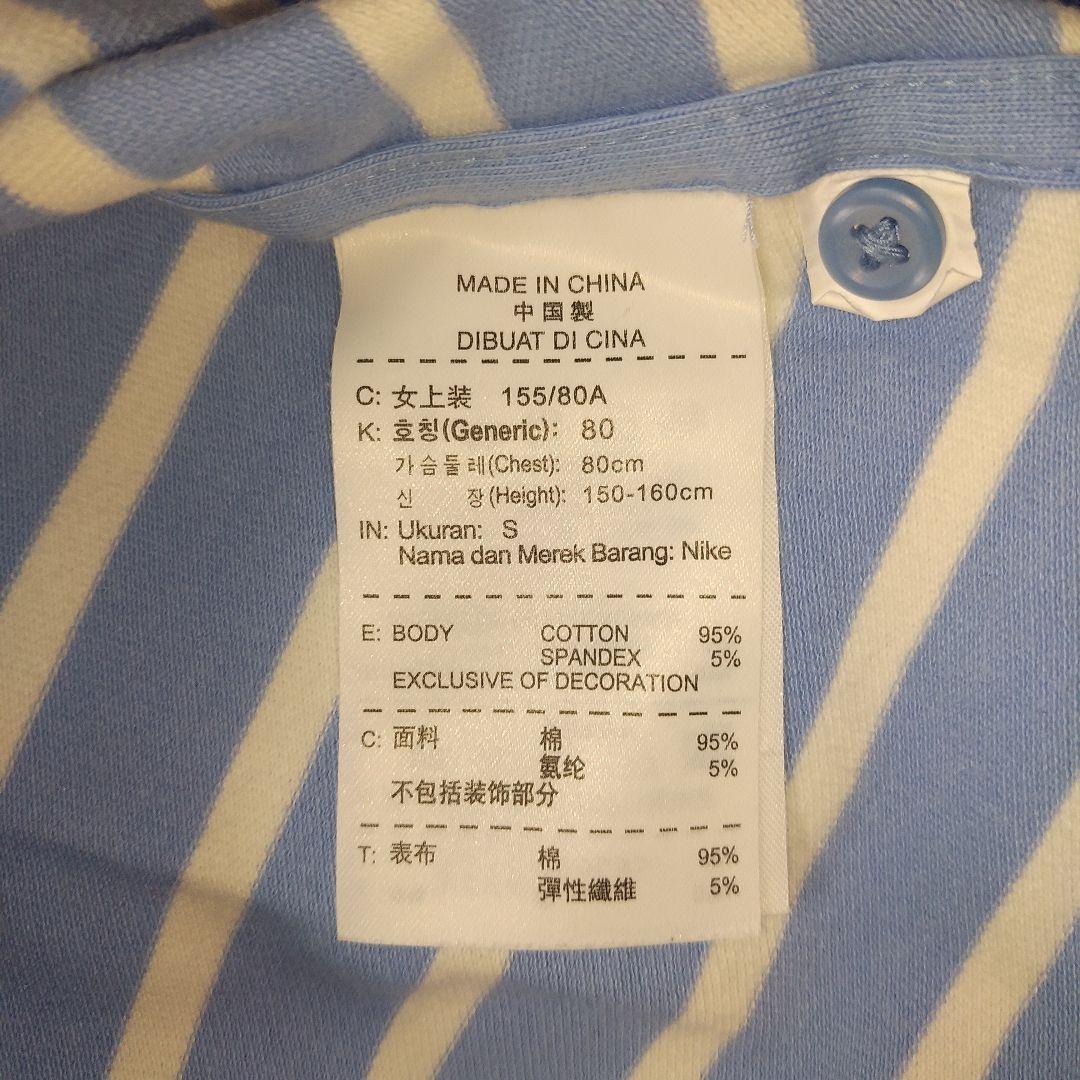 MADE IN CHINA
中国製
DIBUAT DI CINA
C: 女上装 155/80A
K: 호칭(Generic): 80
가슴둘레(Chest): 80cm
신 장(Height): 150-160cm
IN: Ukuran: S
Nama dan Merek Barang: Nike
E: BODY COTTON 95%
SPANDEX 5%
EXCLUSIVE OF DECORATION
C: 面料 棉 95%
氨纶 5%
不包括装饰部分
T: 表布 棉 95%
彈性纖維 5%